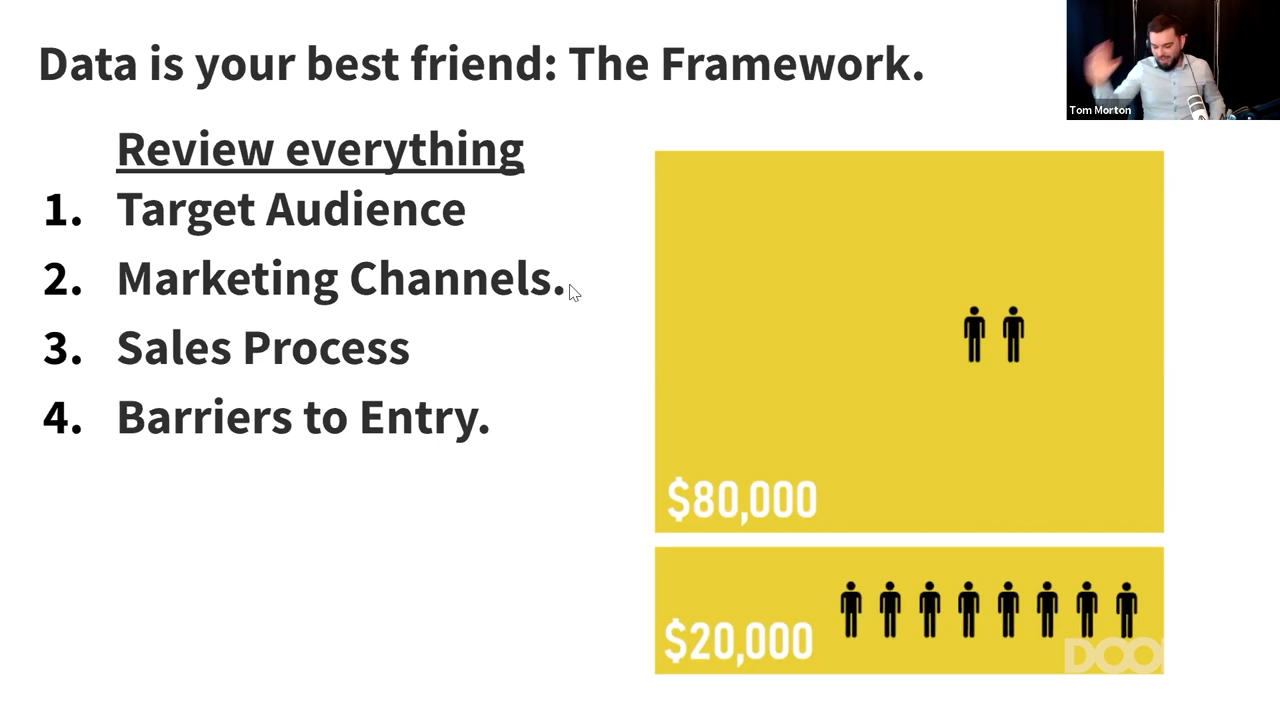 Data is your best friend: The Framework.
Tom Morton
Review everything
1. Target Audience
2. Marketing Channels.
3. Sales Process
4. Barriers to Entry.
$80,000
$20,000